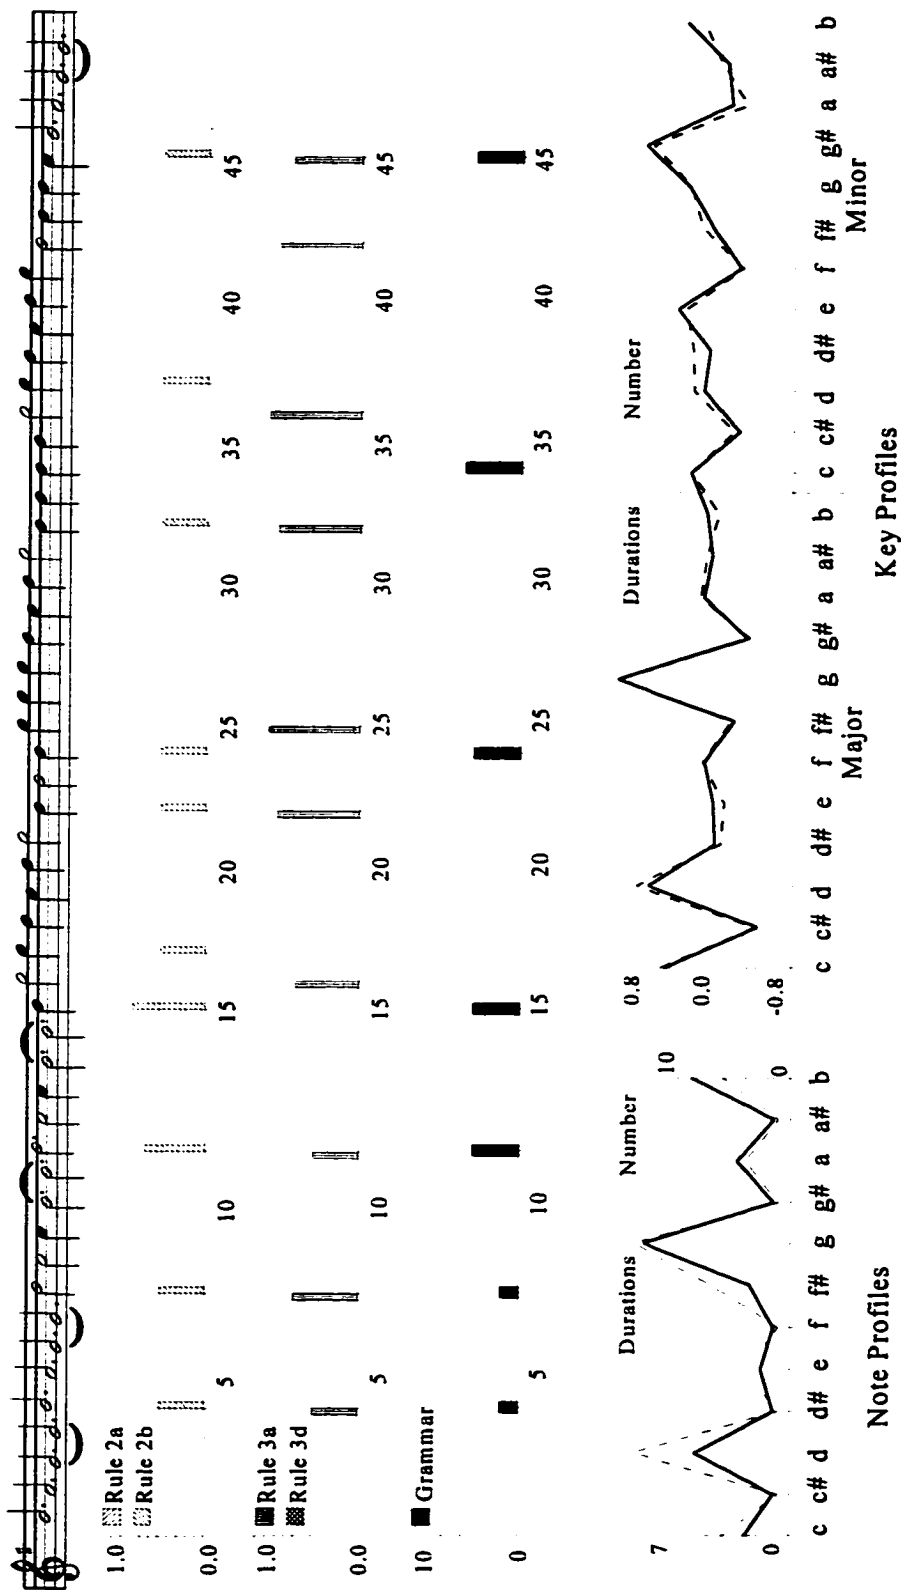 1.0 Rule 2a
Rule 2b
0.0
5 10 15 20 25 30 35 40 45
1.0 Rule 3a
Rule 3d
0.0
5 10 15 20 25 30 35 40 45
10 Grammar
0
5 10 15 20 25 30 35 40 45
7 Durations Number 10
0 0
c c# d d# e f f# g g# a a# b
Note Profiles
0.8 Durations Number
0.0
-0.8
c c# d d# e f f# g g# a a# b c c# d d# e f f# g g# a a# b
Major Minor
Key Profiles